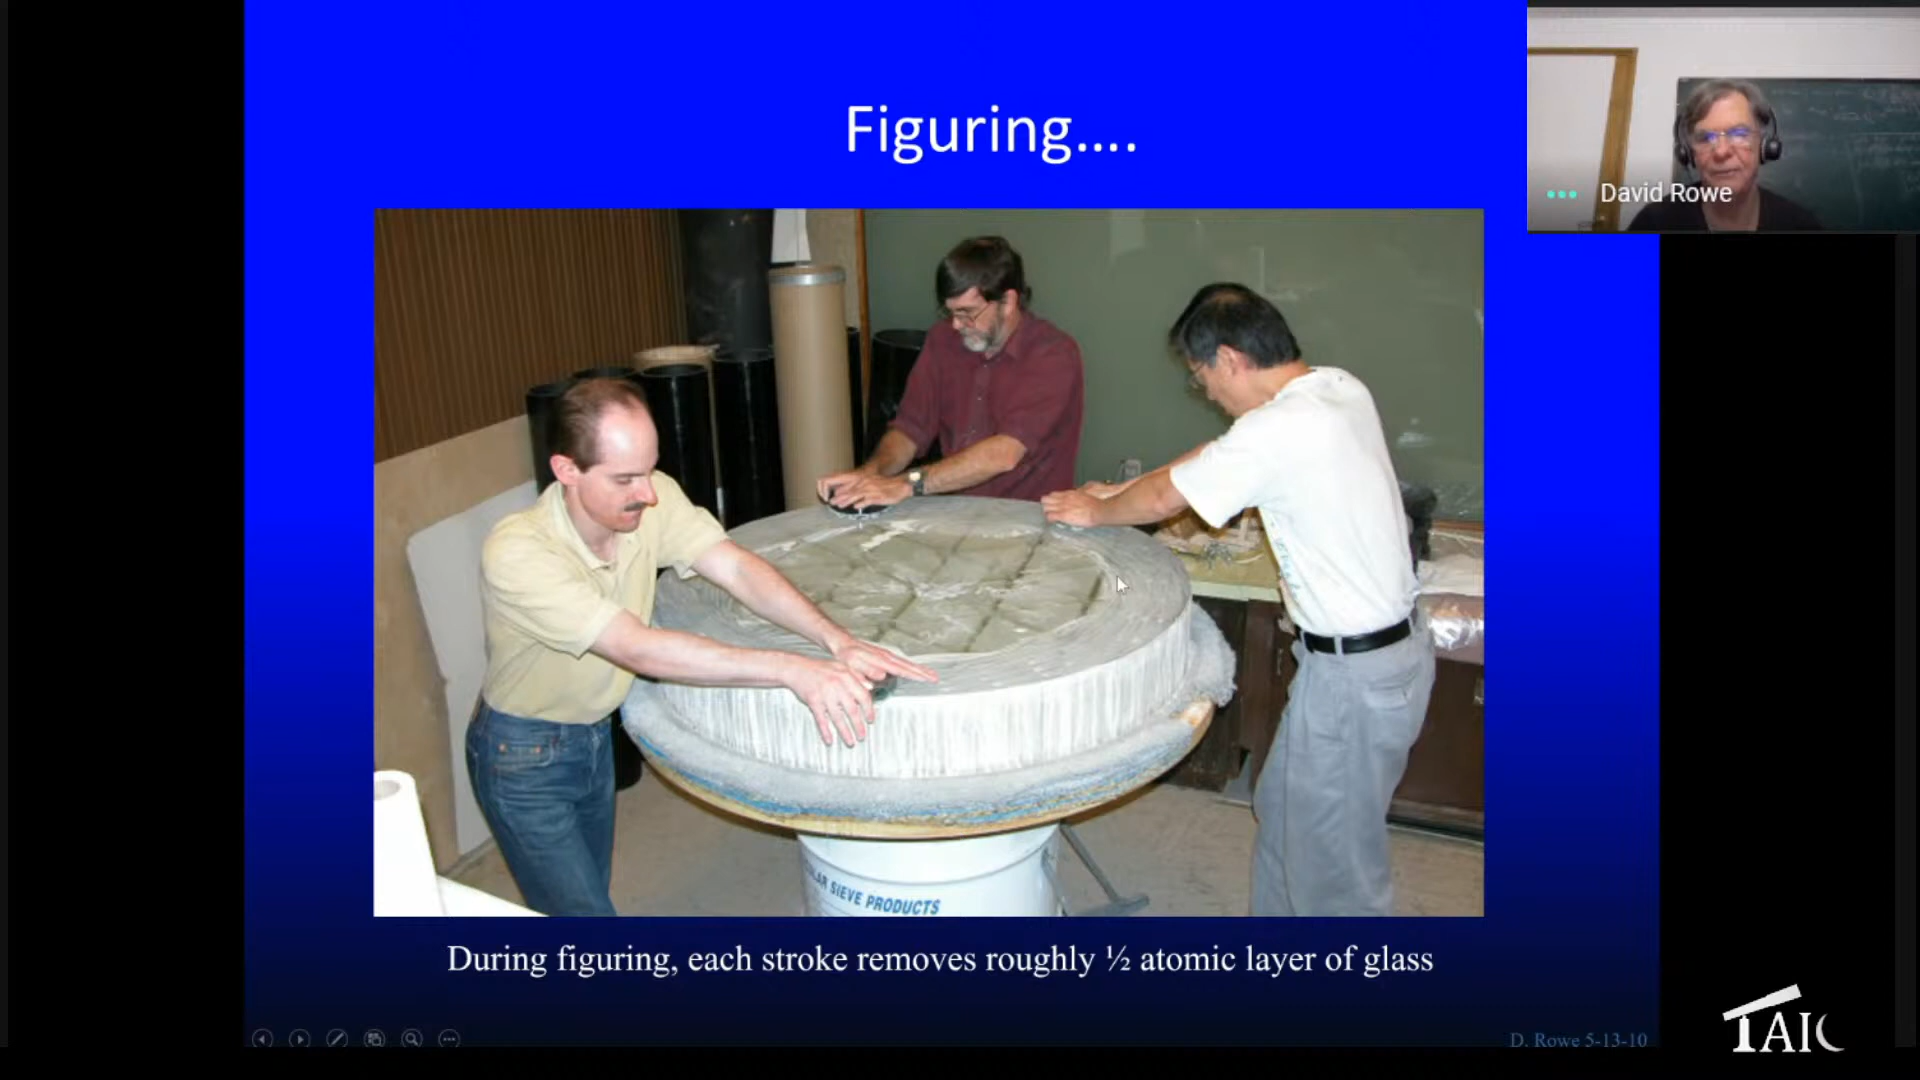 Figuring....
David Rowe
SIEVE PRODUCTS
During figuring, each stroke removes roughly ½ atomic layer of glass
D. Rowe 5-13-10
TAIC